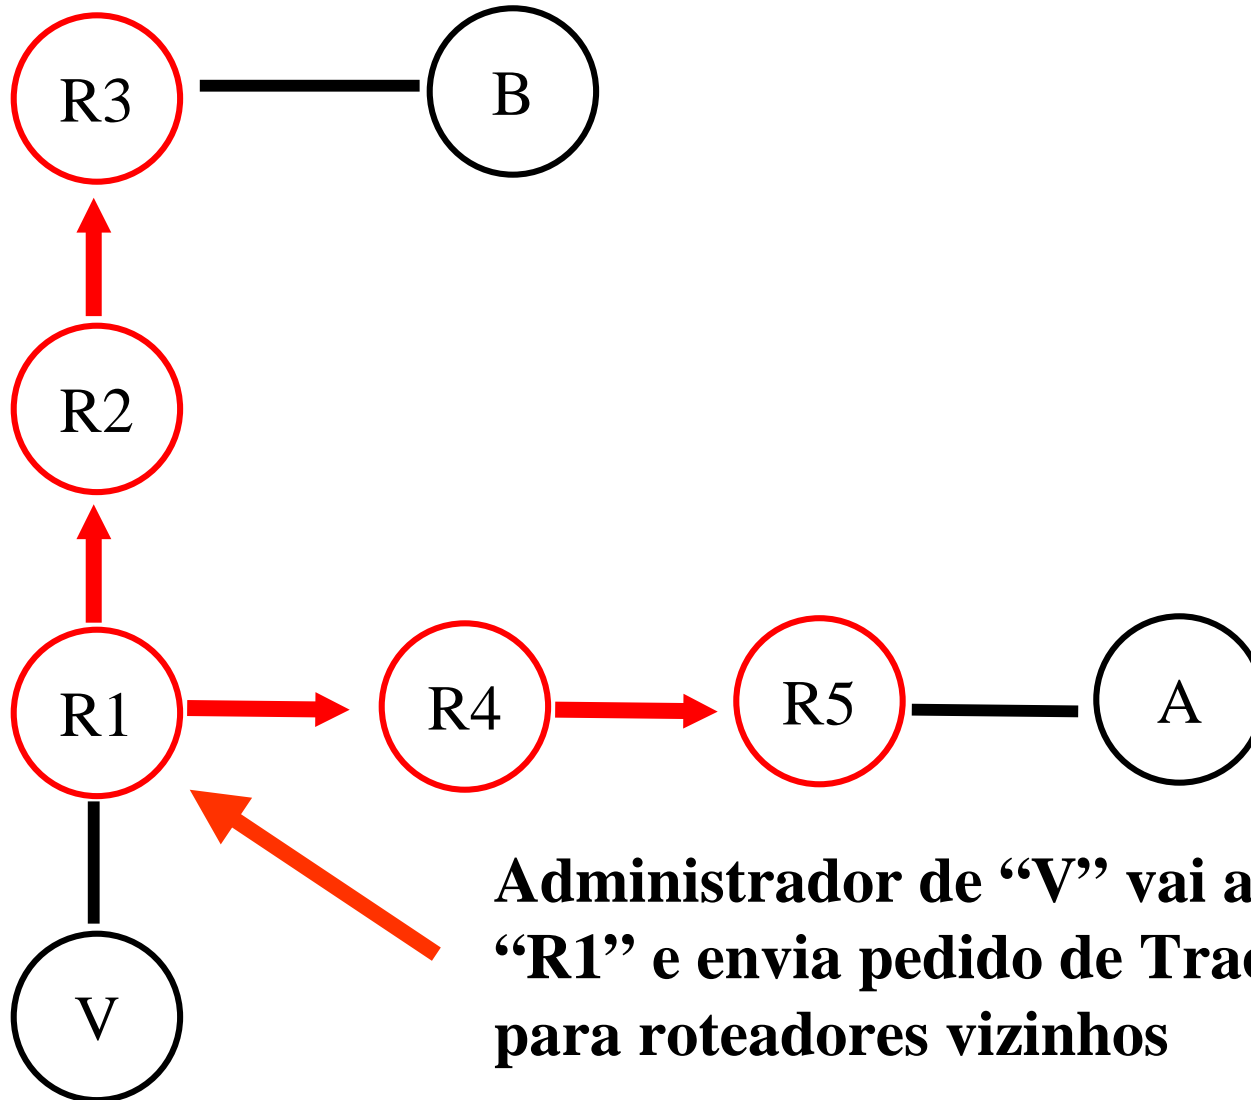 R3
B
R2
R1
R4
R5
A
V
Administrador de “V” vai a
“R1” e envia pedido de
para roteadores vizinhos